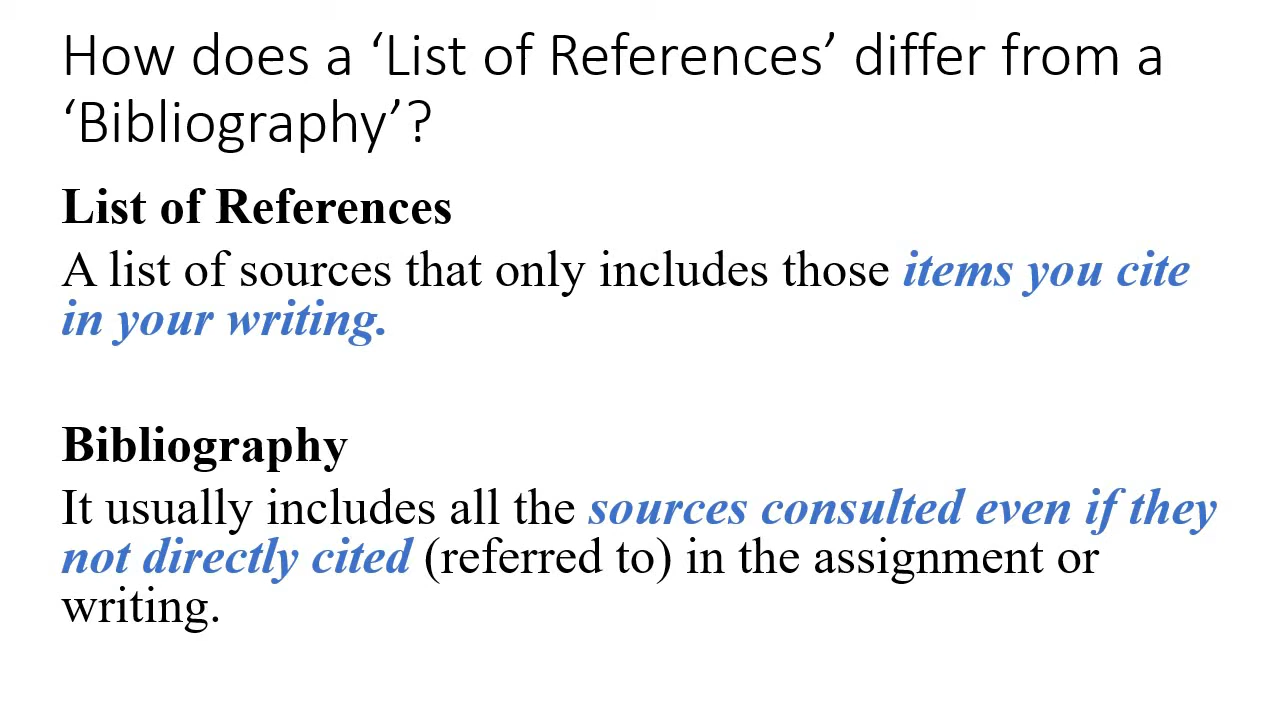 How does a ‘List of References’ differ from a
‘Bibliography’?
List of References
A list of sources that only includes those items you cite
in your writing.
Bibliography
It usually includes all the sources consulted even if they
not directly cited (referred to) in the assignment or
writing.